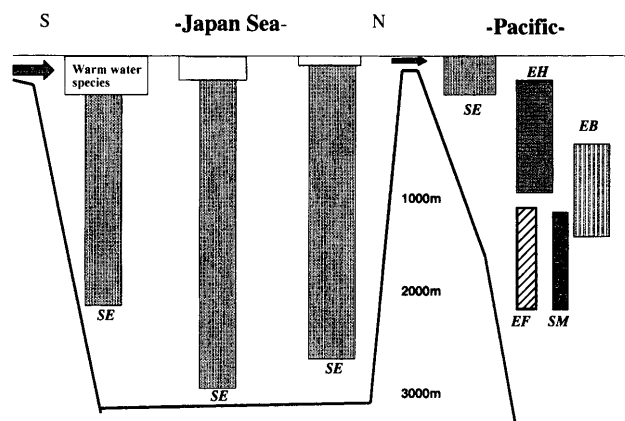 S -Japan Sea- N -Pacific-
Warm water
species
EH
SE
EB
1000m
2000m
SE
EF SM
SE
SE
3000m